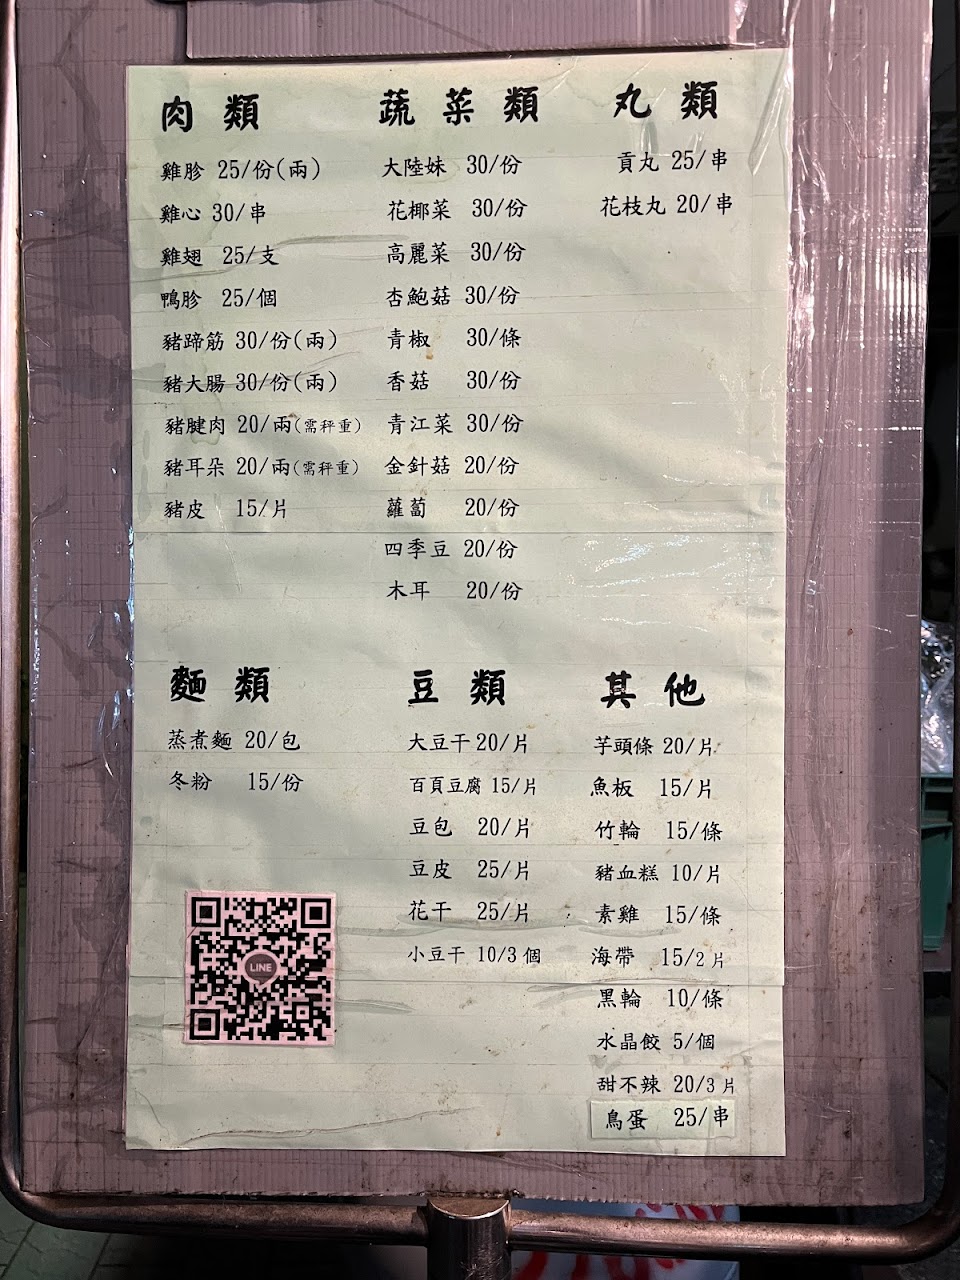 肉類
雞胗 25/份(兩)
雞心 30/串
雞翅 25/支
鴨胗 25/個
豬蹄筋 30/份(兩)
豬大腸 30/份(兩)
豬腱肉 20/兩(需秤重)
豬耳朵 20/兩(需秤重)
豬皮 15/片
蔬菜類
大陸妹 30/份
花椰菜 30/份
高麗菜 30/份
杏鮑菇 30/份
青椒 30/條
香菇 30/份
青江菜 30/份
金針菇 20/份
蘿蔔 20/份
四季豆 20/份
木耳 20/份
丸類
貢丸 25/串
花枝丸 20/串
麵類
蒸煮麵 20/包
冬粉 15/份
LINE
豆類
大豆干 20/片
百頁豆腐 15/片
豆包 20/片
豆皮 25/片
花干 25/片
小豆干 10/3個
其他
芋頭條 20/片
魚板 15/片
竹輪 15/條
豬血糕 10/片
素雞 15/條
海帶 15/2片
黑輪 10/條
水晶餃 5/個
甜不辣 20/3片
鳥蛋 25/串